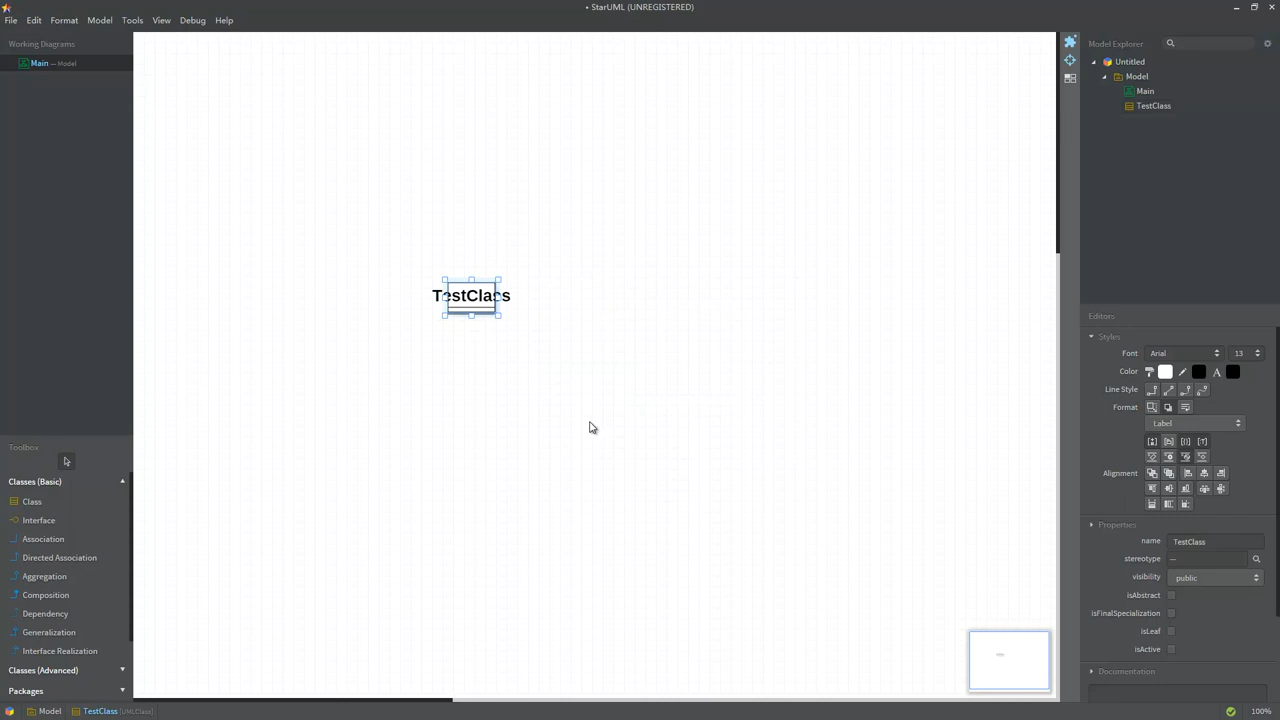 • StarUML (UNREGISTERED)
File Edit Format Model Tools View Debug Help
Working Diagrams
Main — Model
TestClass
Model Explorer
Untitled
Model
Main
TestClass
Editors
Styles
Font Arial 13
Color
Line Style
Format
Label
Alignment
Properties
name TestClass
stereotype —
visibility public
isAbstract
isFinalSpecialization
isLeaf
isActive
Documentation
Toolbox
Classes (Basic)
Class
Interface
Association
Directed Association
Aggregation
Composition
Dependency
Generalization
Interface Realization
Classes (Advanced)
Packages
Model TestClass [UMLClass] 100%